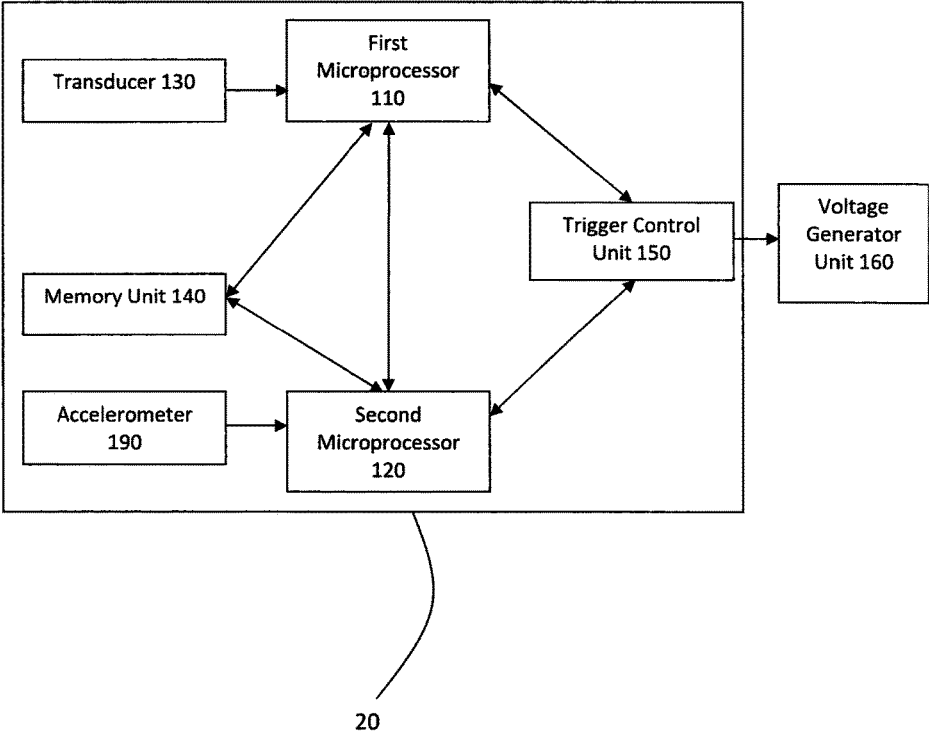 First
Microprocessor
110
Transducer 130
Voltage
Generator
Unit 160
Trigger Control
Unit 150
Memory Unit 140
Accelerometer
190
Second
Microprocessor
120
20